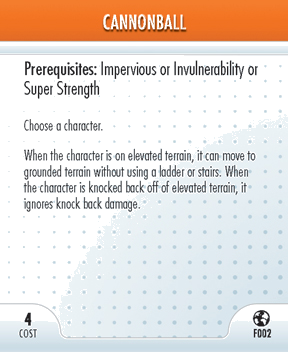 CANNONBALL
Prerequisites: Impervious or Invulnerability or
Super Strength
Choose a character.
When the character is on elevated terrain, it can move to
grounded terrain without using a ladder or stairs. When
the character is knocked back off of elevated terrain, it
ignores knock back damage.
4
COST
F002